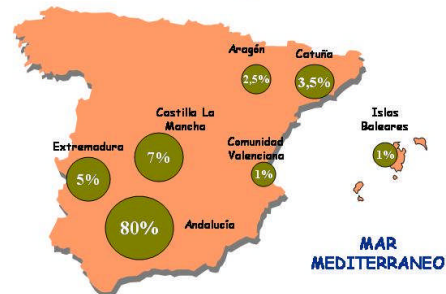 Aragón
Catuña
2,5%
3,5%
Castilla La
Mancha
Islas
Baleares
Extremadura
7%
Comunidad
Valenciana
1%
5%
1%
80%
Andalucía
MAR
MEDITERRANEO